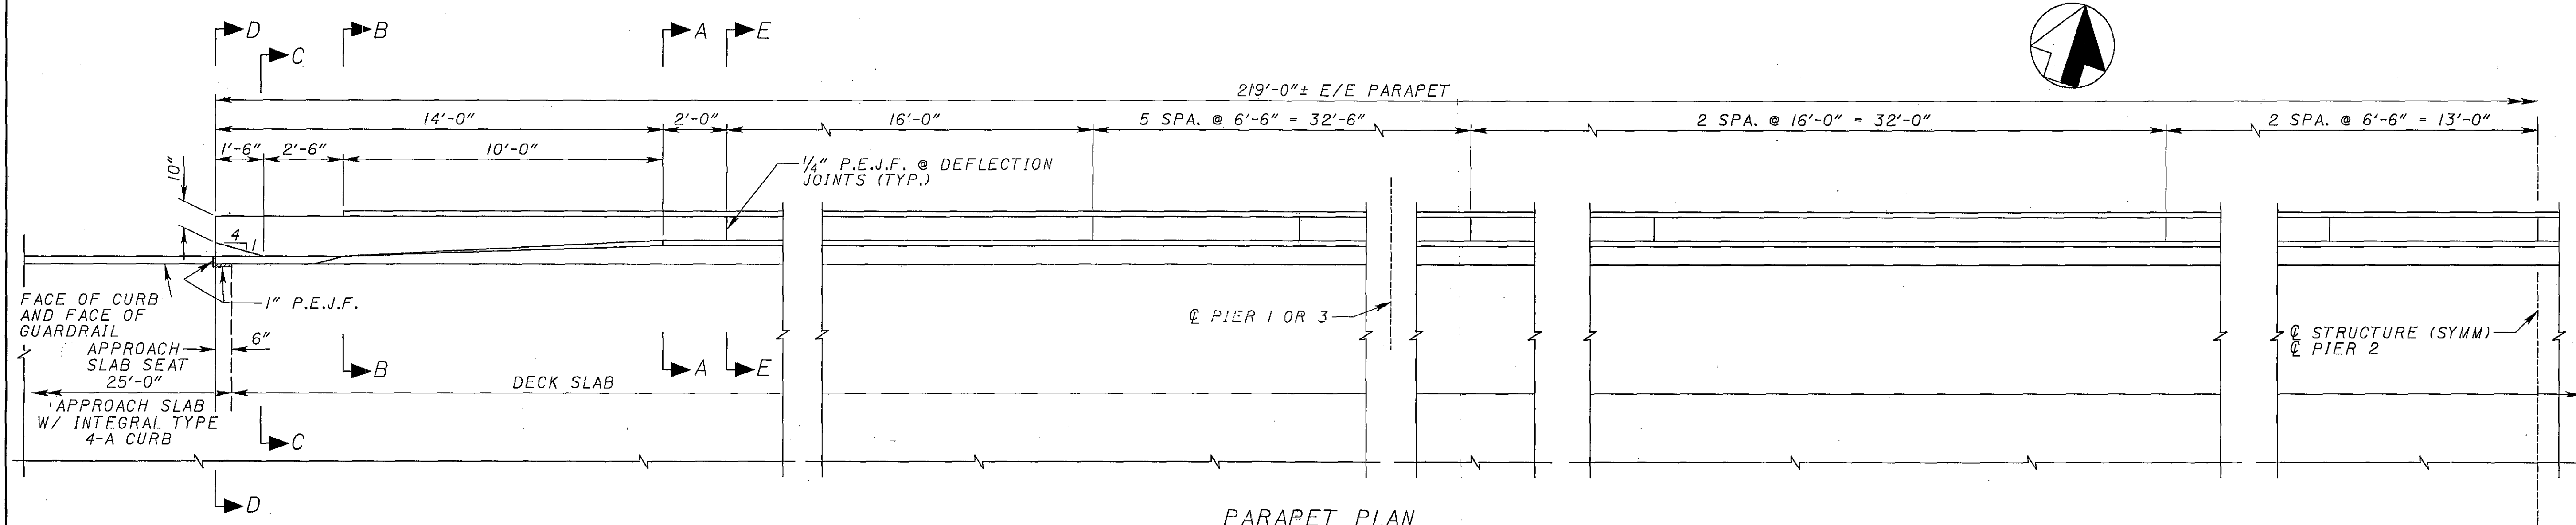 D
B
A
E
C
219'-0"± E/E PARAPET
14'-0"
2'-0"
16'-0"
5 SPA. @ 6'-6" = 32'-6"
2 SPA. @ 16'-0" = 32'-0"
2 SPA. @ 6'-6" = 13'-0"
1'-6"
2'-6"
10'-0"
10"
1/4" P.E.J.F. @ DEFLECTION
JOINTS (TYP.)
4
1
FACE OF CURB
AND FACE OF
GUARDRAIL
1" P.E.J.F.
℄ PIER 1 OR 3
℄ STRUCTURE (SYMM)
℄ PIER 2
APPROACH
SLAB SEAT
6"
B
A
E
25'-0"
DECK SLAB
APPROACH SLAB
W/ INTEGRAL TYPE
4-A CURB
C
D
PARAPET PLAN